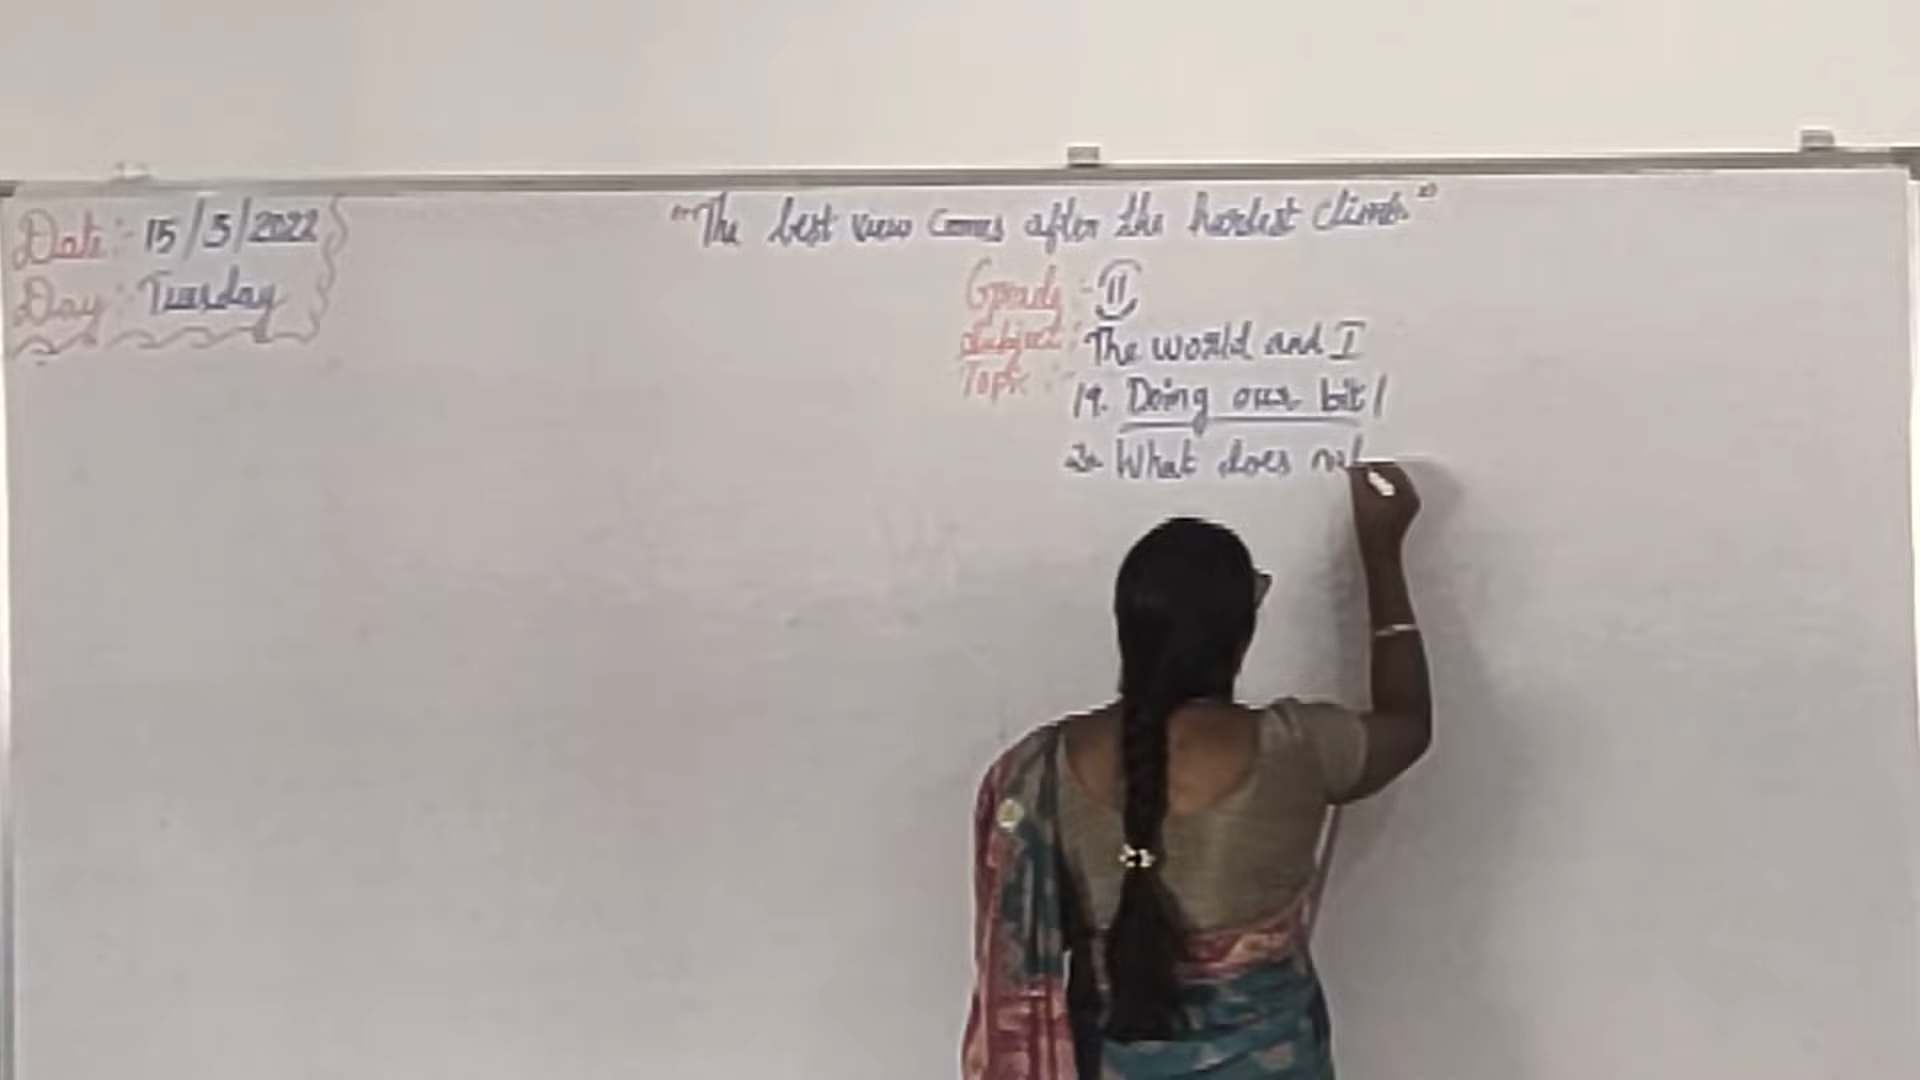 Date:- 15/3/2022
Day:- Tuesday
"The best view comes after the hardest climb."
Grade:- II
Subject:- The world and I
Topic:-
19. Doing our bit
What does